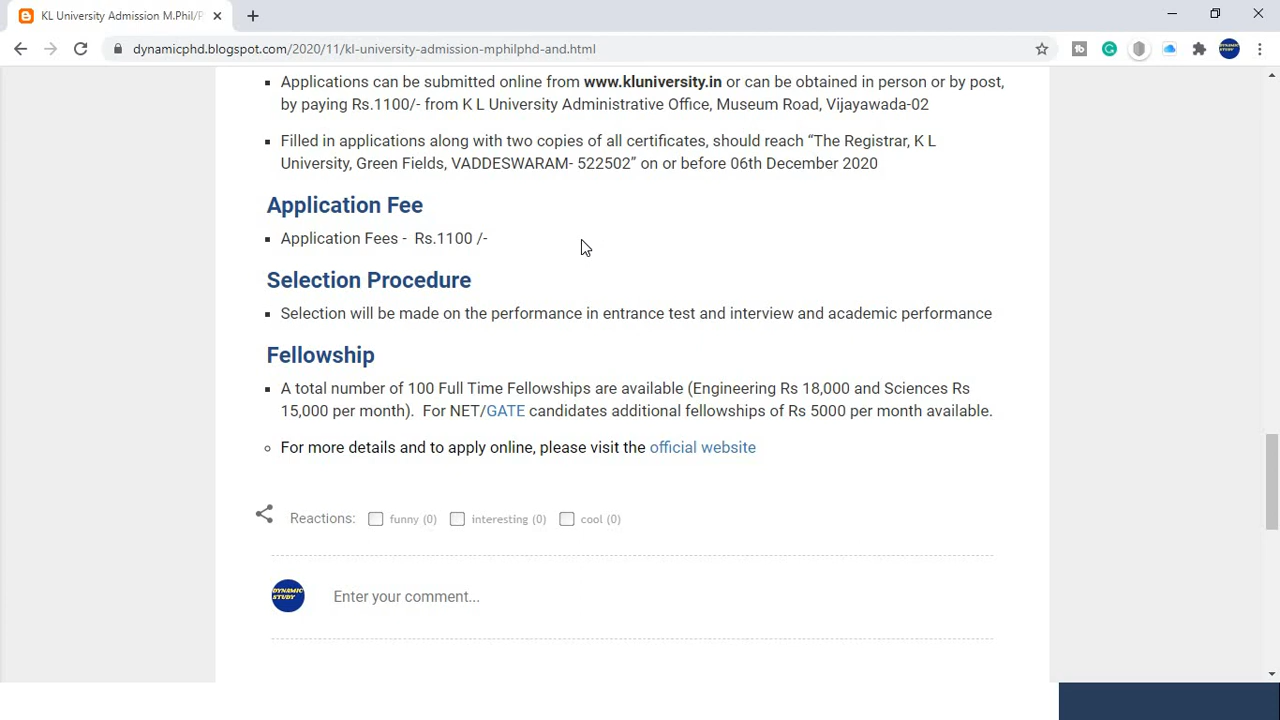 KL University Admission M.Phil/P
dynamicphd.blogspot.com/2020/11/kl-university-admission-mphilphd-and.html
Applications can be submitted online from www.kluniversity.in or can be obtained in person or by post,
by paying Rs.1100/- from K L University Administrative Office, Museum Road, Vijayawada-02
Filled in applications along with two copies of all certificates, should reach “The Registrar, K L
University, Green Fields, VADDESWARAM- 522502” on or before 06th December 2020
Application Fee
Application Fees -  Rs.1100 /-
Selection Procedure
Selection will be made on the performance in entrance test and interview and academic performance
Fellowship
A total number of 100 Full Time Fellowships are available (Engineering Rs 18,000 and Sciences Rs
15,000 per month).  For NET/GATE candidates additional fellowships of Rs 5000 per month available.
For more details and to apply online, please visit the official website
Reactions: funny (0) interesting (0) cool (0)
DYNAMIC
STUDY
Enter your comment...